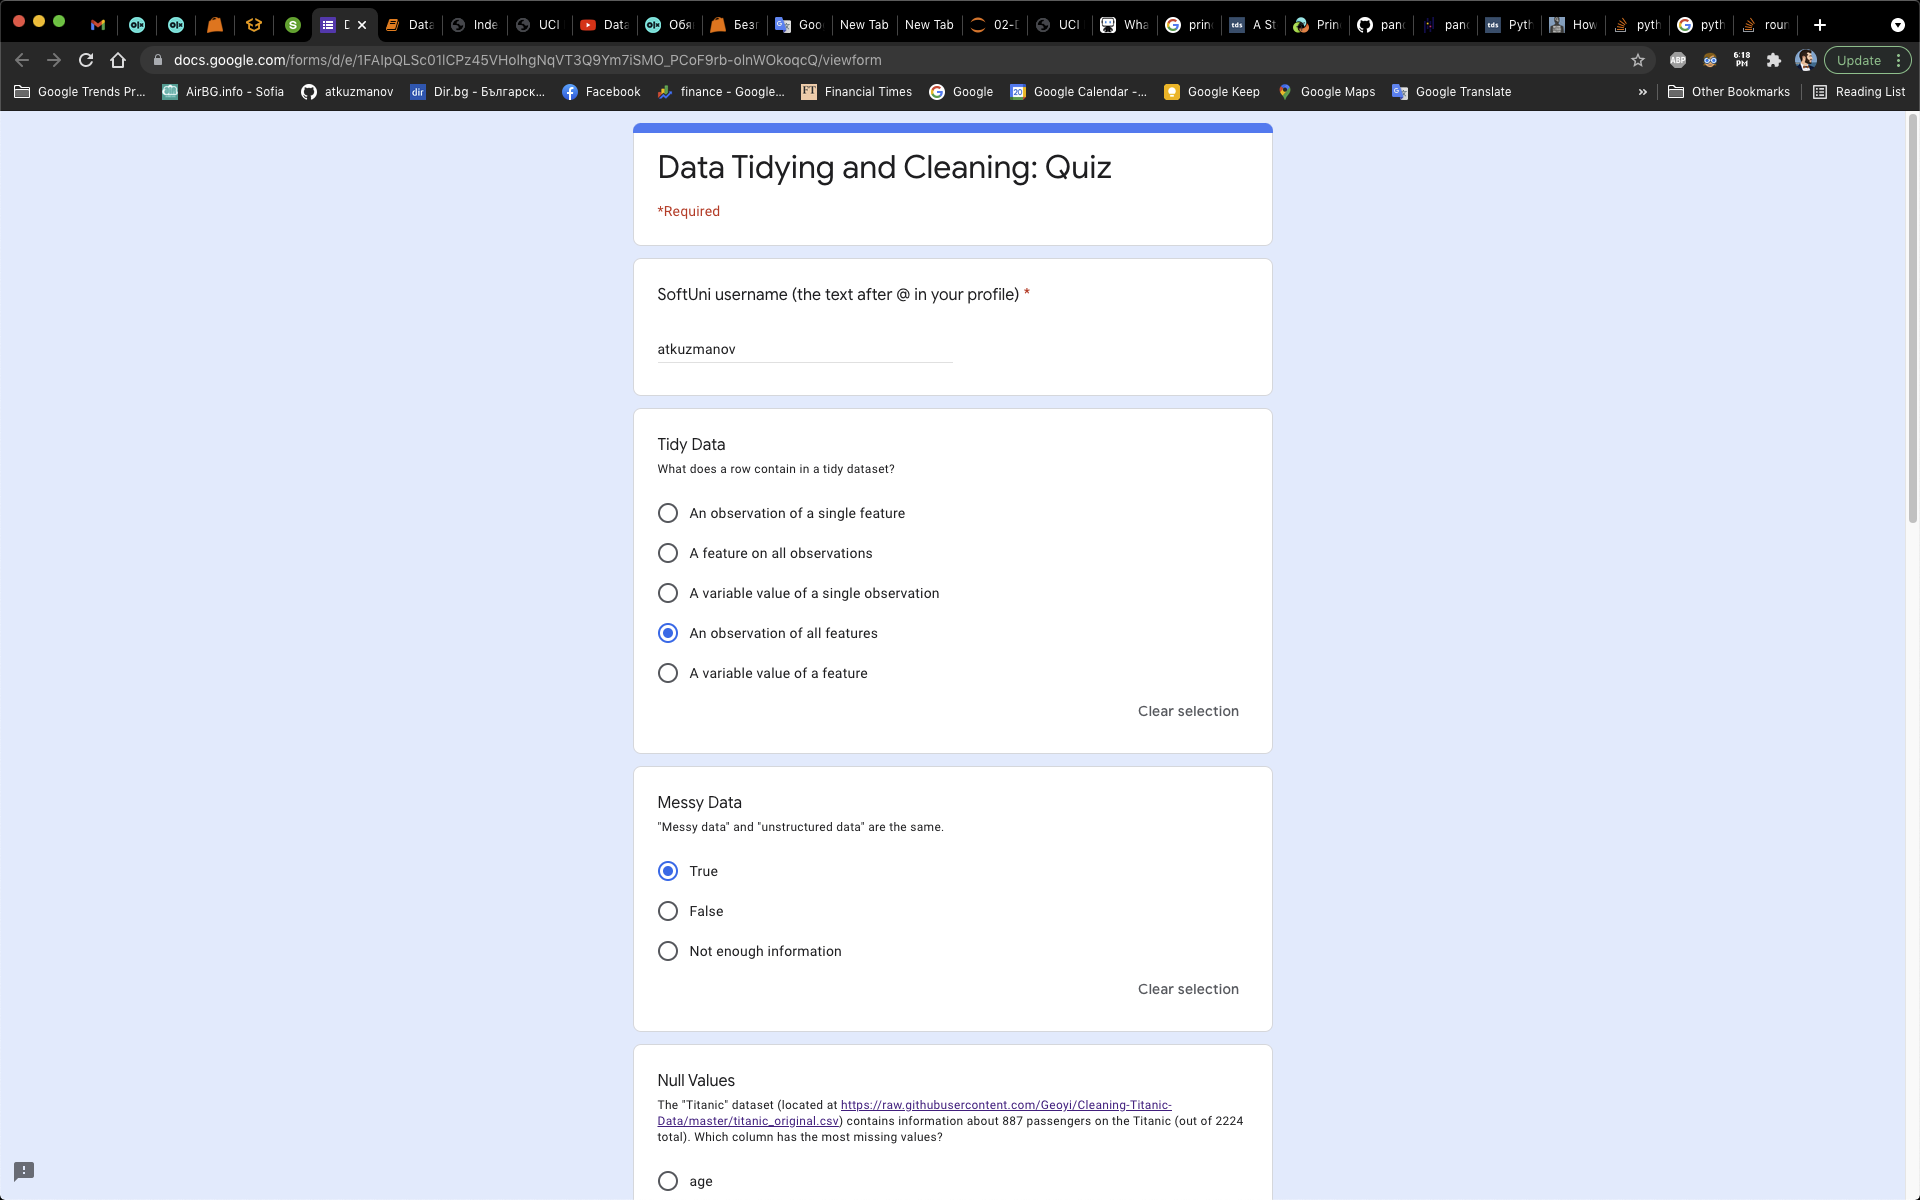 D
Data
Inde
UCI
Data
Обя
Без
Goo
New Tab
New Tab
02-D
UCI
Wha
prin
A St
Prin
pand
pand
Pyth
How
pyth
pyth
roun
docs.google.com/forms/d/e/1FAIpQLSc01lCPz45VHolhgNqVT3Q9Ym7iSMO_PCoF9rb-olnWOkoqcQ/viewform
ABP
6:18 PM
Update
Google Trends Pr...
AirBG.info - Sofia
atkuzmanov
Dir.bg - Българск...
Facebook
finance - Google...
Financial Times
Google
Google Calendar -...
Google Keep
Google Maps
Google Translate
»
Other Bookmarks
Reading List
Data Tidying and Cleaning: Quiz
*Required
SoftUni username (the text after @ in your profile) *
atkuzmanov
Tidy Data
What does a row contain in a tidy dataset?
An observation of a single feature
A feature on all observations
A variable value of a single observation
An observation of all features
A variable value of a feature
Clear selection
Messy Data
"Messy data" and "unstructured data" are the same.
True
False
Not enough information
Clear selection
Null Values
The "Titanic" dataset (located at https://raw.githubusercontent.com/Geoyi/Cleaning-Titanic-
Data/master/titanic_original.csv) contains information about 887 passengers on the Titanic (out of 2224
total). Which column has the most missing values?
age